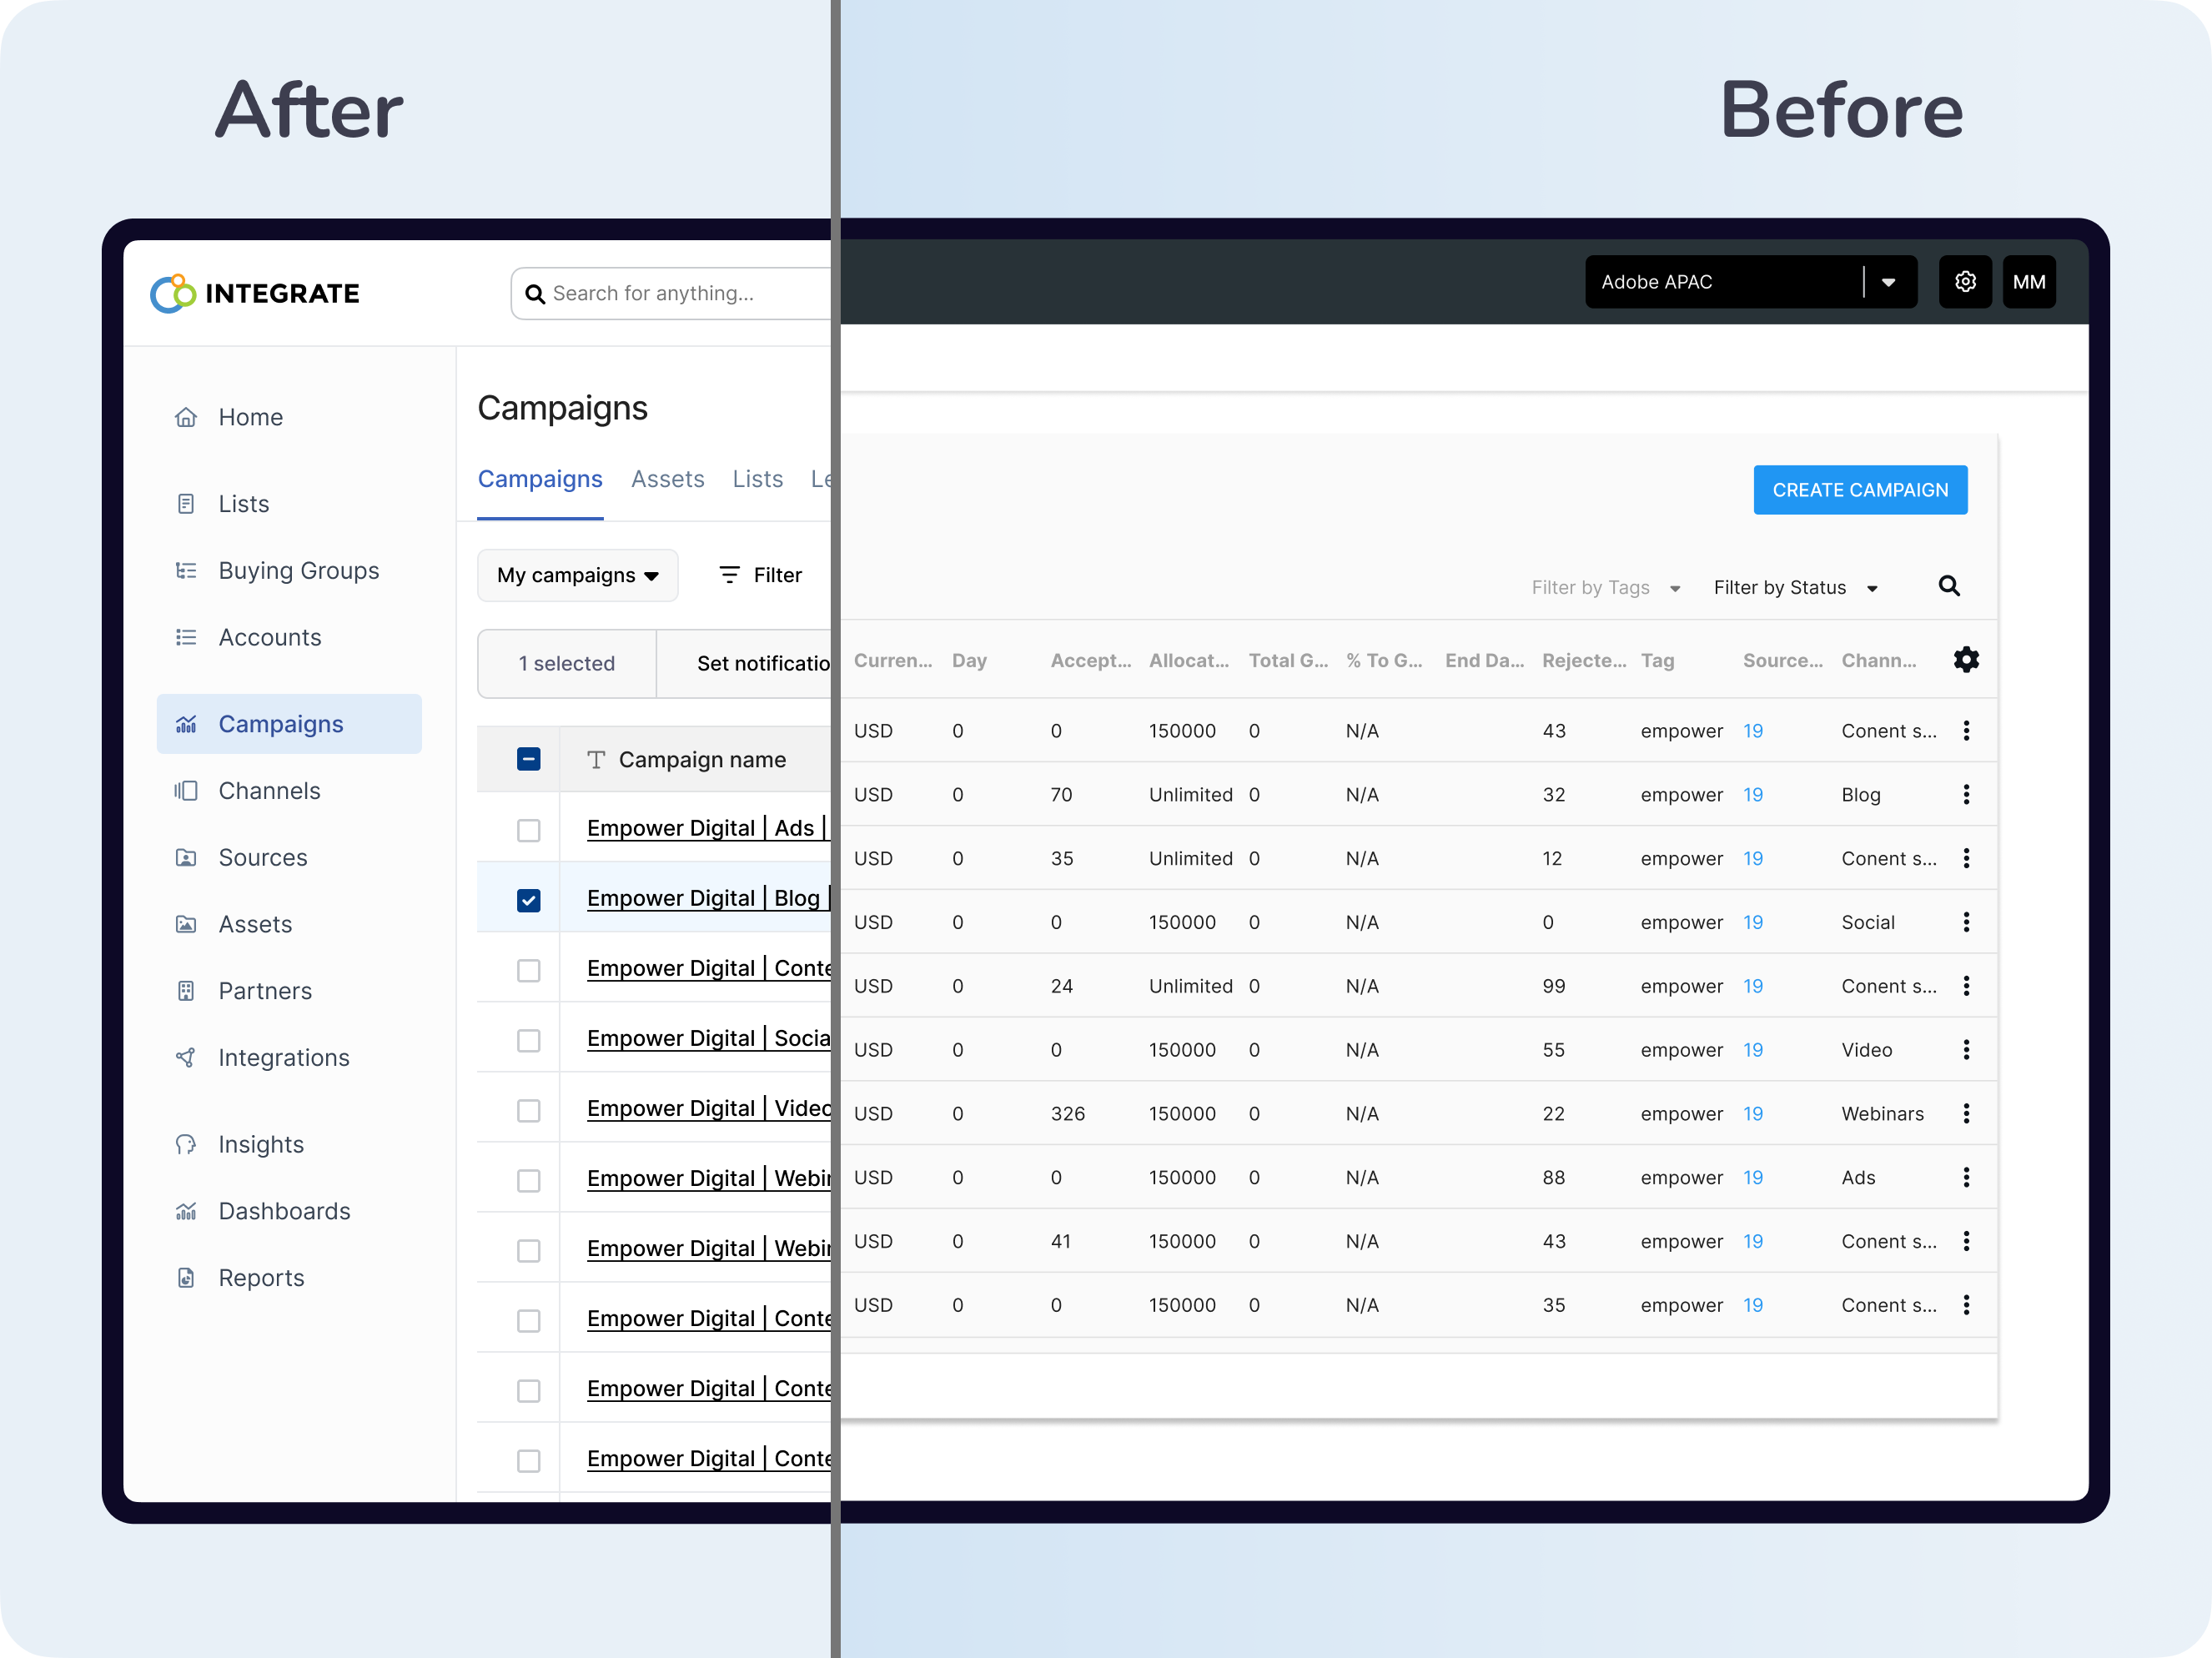 After
Before
INTEGRATE
Search for anything...
Adobe APAC
MM
Home
Lists
Buying Groups
Accounts
Campaigns
Channels
Sources
Assets
Partners
Integrations
Insights
Dashboards
Reports
Campaigns
Campaigns Assets Lists Le
My campaigns Filter
1 selected Set notificatio
Campaign name
Empower Digital | Ads |
Empower Digital | Blog |
Empower Digital | Conte
Empower Digital | Socia
Empower Digital | Video
Empower Digital | Webin
Empower Digital | Webin
Empower Digital | Conte
Empower Digital | Conte
Empower Digital | Conte
CREATE CAMPAIGN
Filter by Tags Filter by Status
Curren... Day Accept... Allocat... Total G... % To G... End Da... Rejecte... Tag Source... Chann...
USD 0 0 150000 0 N/A 43 empower 19 Conent s...
USD 0 70 Unlimited 0 N/A 32 empower 19 Blog
USD 0 35 Unlimited 0 N/A 12 empower 19 Conent s...
USD 0 0 150000 0 N/A 0 empower 19 Social
USD 0 24 Unlimited 0 N/A 99 empower 19 Conent s...
USD 0 0 150000 0 N/A 55 empower 19 Video
USD 0 326 150000 0 N/A 22 empower 19 Webinars
USD 0 0 150000 0 N/A 88 empower 19 Ads
USD 0 41 150000 0 N/A 43 empower 19 Conent s...
USD 0 0 150000 0 N/A 35 empower 19 Conent s...